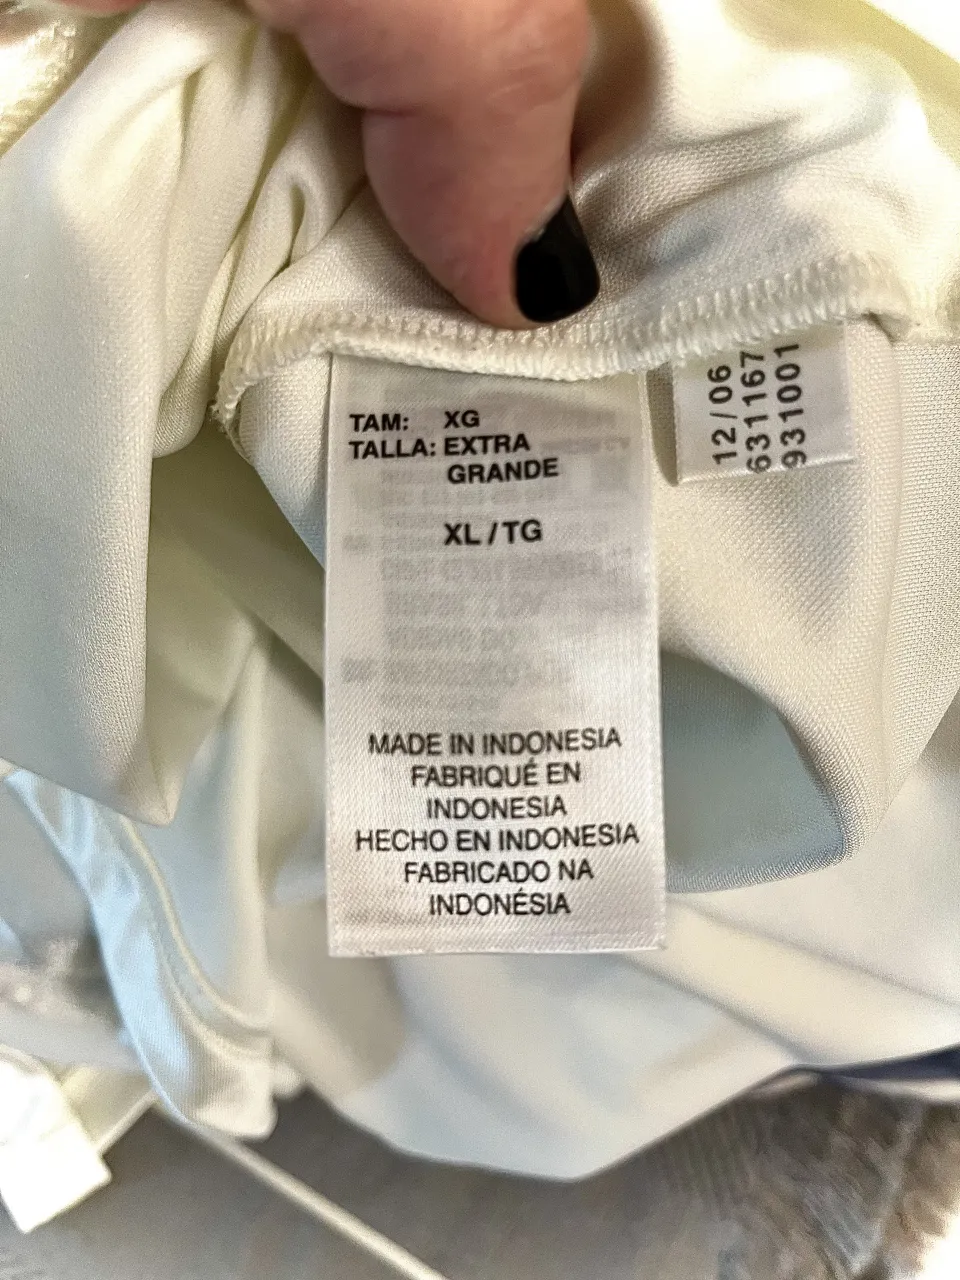 TAM: XG
TALLA: EXTRA
GRANDE
XL / TG
MADE IN INDONESIA
FABRIQUÉ EN
INDONESIA
HECHO EN INDONESIA
FABRICADO NA
INDONÉSIA
12/06
631167
931001